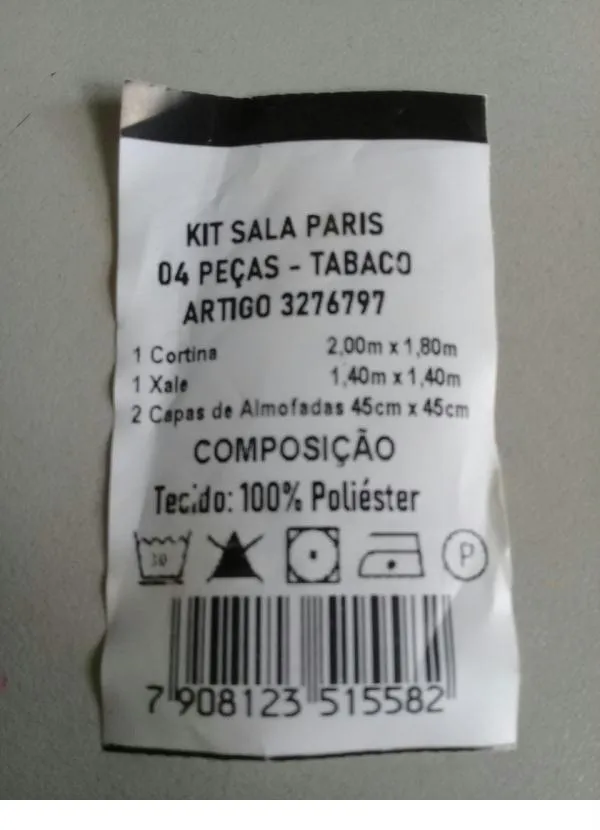 KIT SALA PARIS
04 PEÇAS - TABACO
ARTIGO 3276797
1 Cortina 2,00m x 1,80m
1 Xale 1,40m x 1,40m
2 Capas de Almofadas 45cm x 45cm
COMPOSIÇÃO
Tecido: 100% Poliéster
30 P
7 908123 515582